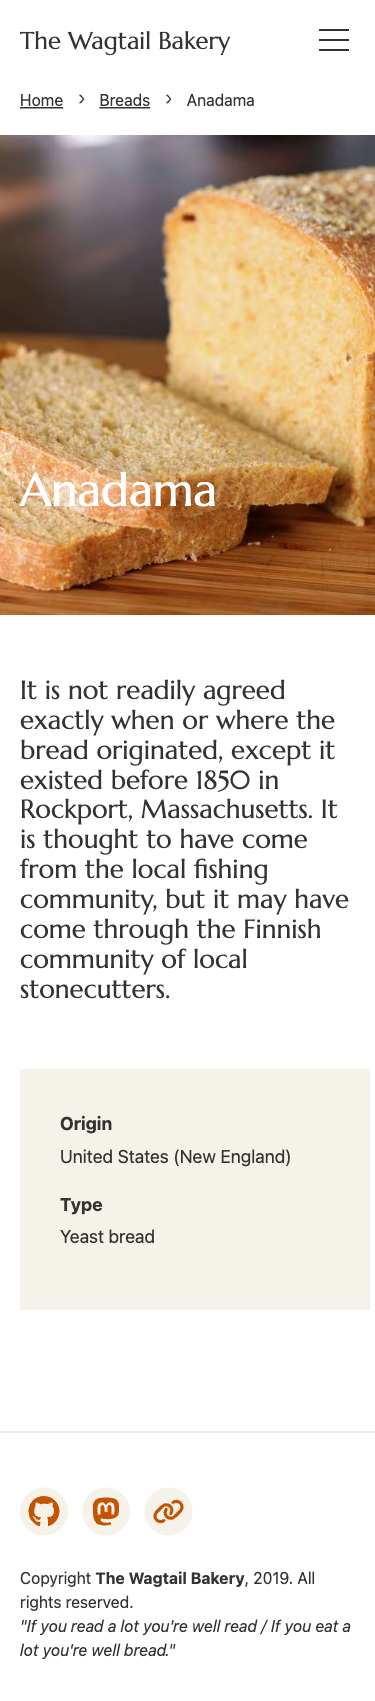 The Wagtail Bakery
Home > Breads > Anadama
Anadama
It is not readily agreed
exactly when or where the
bread originated, except it
existed before 1850 in
Rockport, Massachusetts. It
is thought to have come
from the local fishing
community, but it may have
come through the Finnish
community of local
stonecutters.
Origin
United States (New England)
Type
Yeast bread
Copyright The Wagtail Bakery, 2019. All
rights reserved.
"If you read a lot you're well read / If you eat a
lot you're well bread."